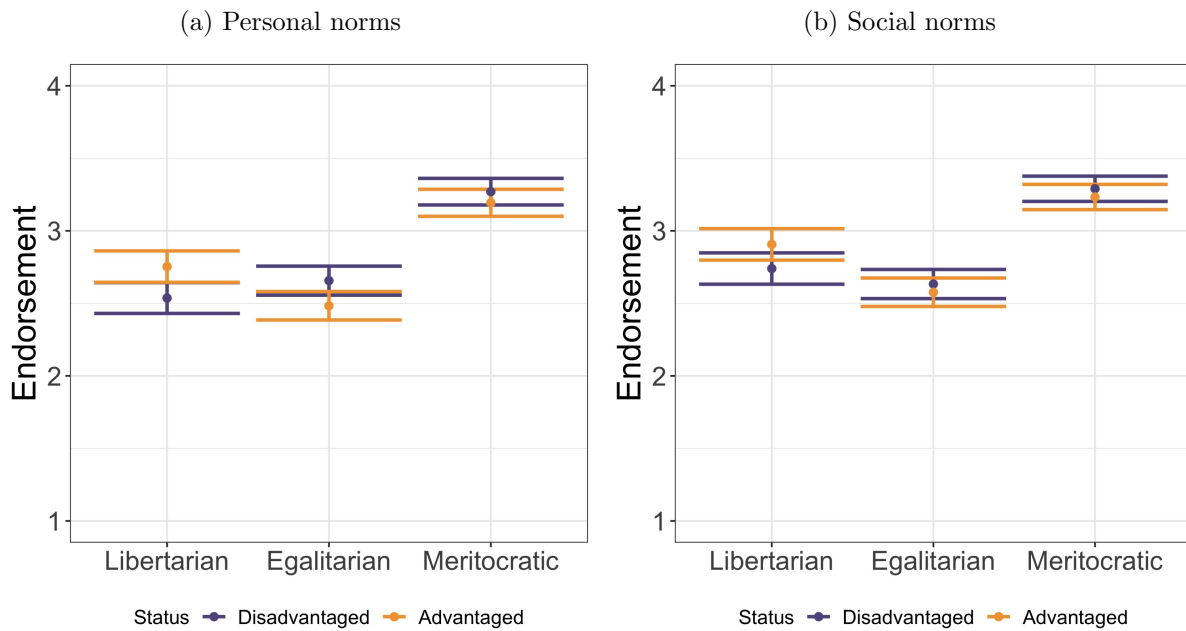 (a) Personal norms
Endorsement
4
3
2
1
Libertarian Egalitarian Meritocratic
Status Disadvantaged Advantaged
(b) Social norms
Endorsement
4
3
2
1
Libertarian Egalitarian Meritocratic
Status Disadvantaged Advantaged